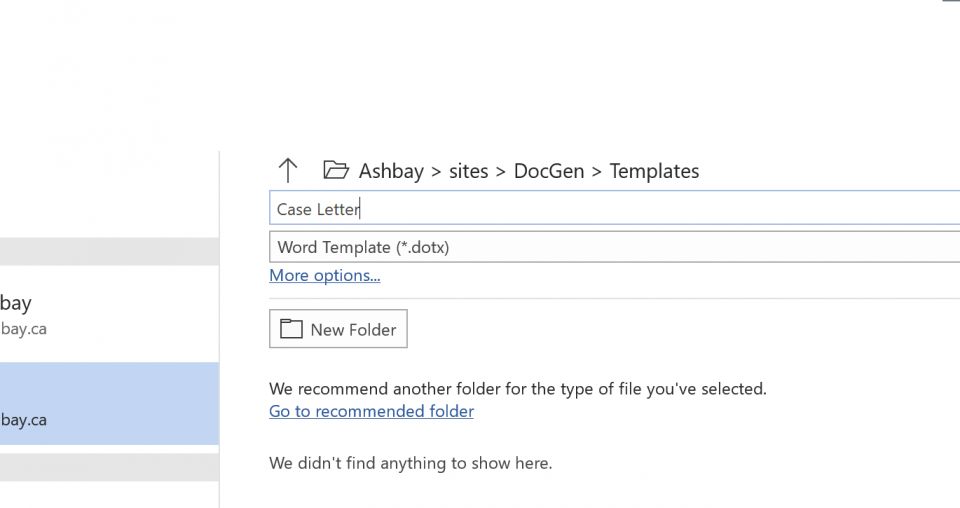 Ashbay > sites > DocGen > Templates
Case Letter
Word Template (*.dotx)
More options...
bay
bay.ca
New Folder
We recommend another folder for the type of file you've selected.
bay.ca
Go to recommended folder
We didn't find anything to show here.